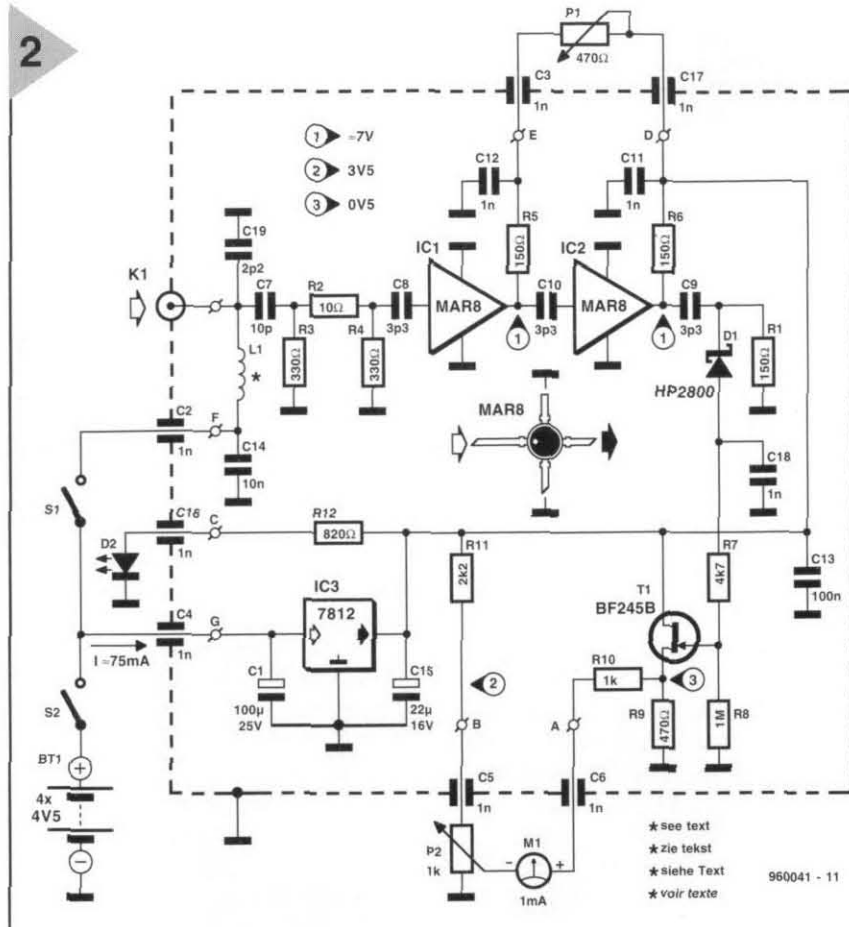 2
P1
470Ω
C3
1n
C17
1n
1 ≈7V
2 3V5
3 0V5
E
D
C12
1n
C11
1n
R5
150Ω
R6
150Ω
C19
2p2
K1
C7
10p
R2
10Ω
C8
3p3
IC1
MAR8
C10
3p3
IC2
MAR8
C9
3p3
R3
330Ω
R4
330Ω
1
1
D1
HP2800
R1
150Ω
L1
*
MAR8
C2
1n
F
C14
10n
C18
1n
S1
C16
1n
C
R12
820Ω
D2
R11
2k2
R7
4k7
C13
100n
IC3
7812
T1
BF245B
C4
1n
G
I ≈75mA
R10
1k
3
2
C1
100µ
25V
C15
22µ
16V
S2
B
A
R9
470Ω
1M
R8
BT1
+
4x
4V5
−
C5
1n
C6
1n
P2
1k
−
M1
+
1mA
* see text
* zie tekst
* siehe Text
* voir texte
960041 - 11